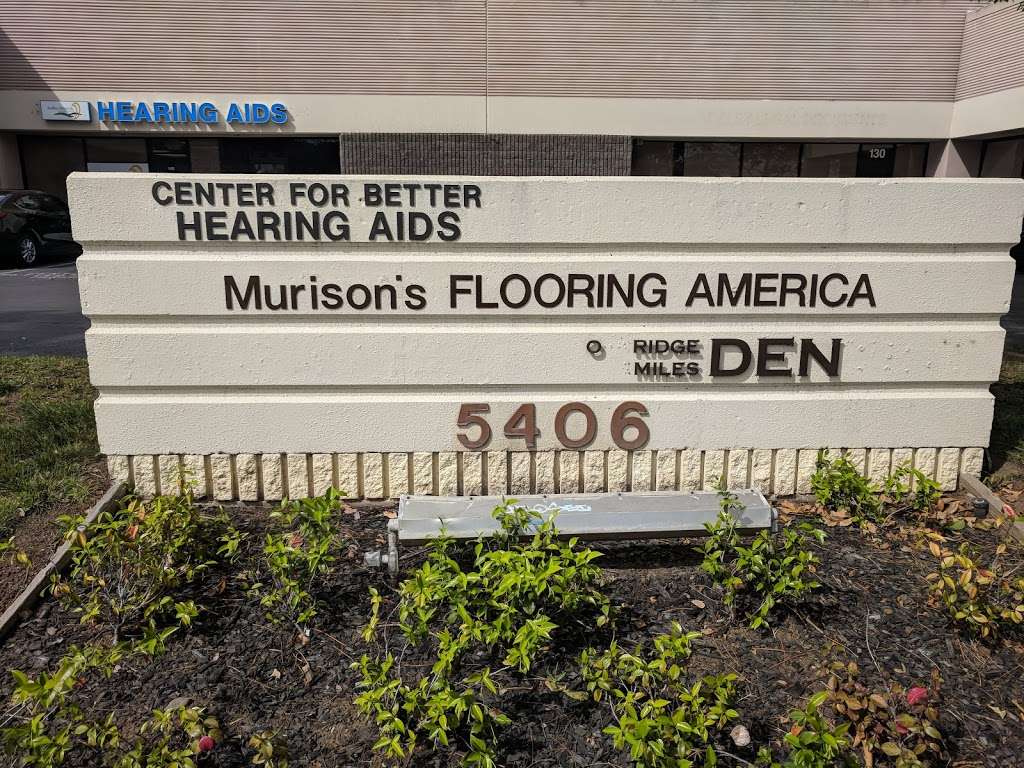 HEARING AIDS
130
CENTER FOR BETTER
HEARING AIDS
Murison's FLOORING AMERICA
O RIDGE
MILES DEN
5406